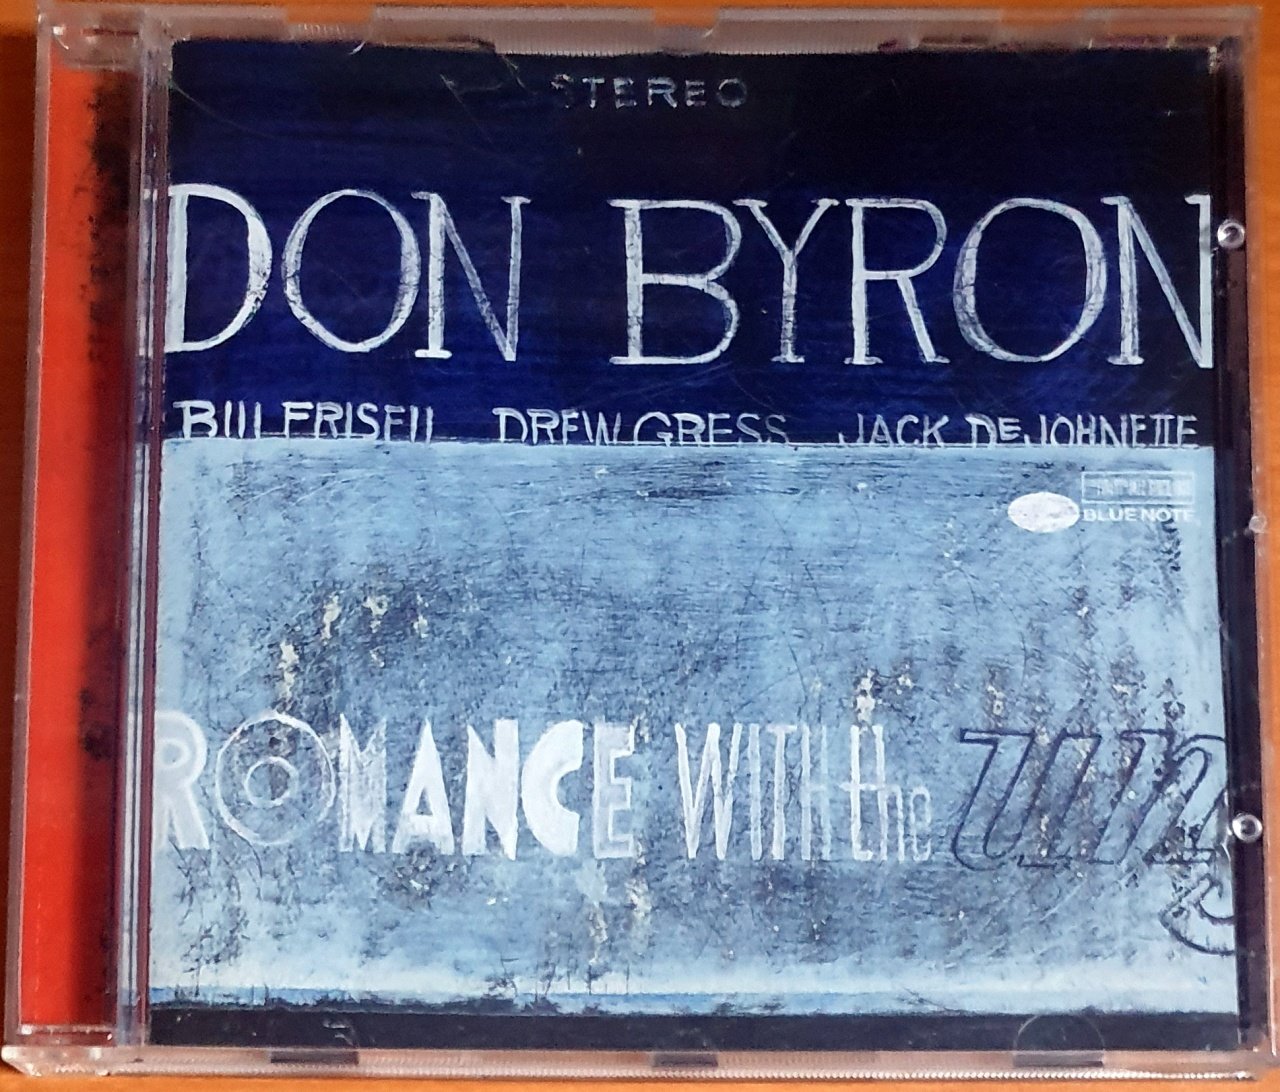 STEREO
DON BYRON
BIll FRISEll DREW GRESS JACK DEJOHNETTE
BLUE NOTE
ROMANCE WITH the